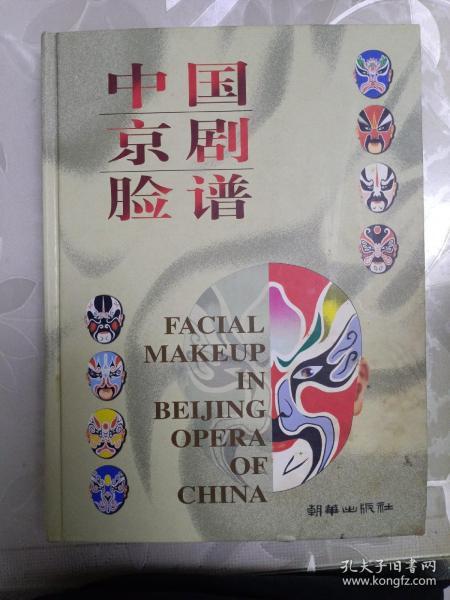 中国
京剧
脸谱
FACIAL
MAKEUP
IN
BEIJING
OPERA
OF
CHINA
朝华出版社
孔夫子旧书网
www.kongfz.com